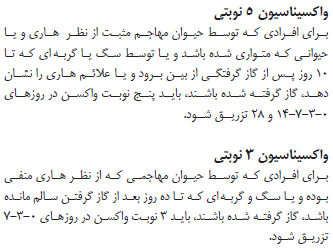 واکسیناسیون ۵ نوبتی
برای افرادی که توسط حیوان مهاجم مثبت از نظر هاری و یا
حیوانی که متواری شده باشد و یا توسط سگ یا گربه ای که تا
۱۰ روز پس از گاز گرفتگی از بین برود و یا علائم هاری را نشان
دهد، گاز گرفته شده باشند، باید پنج نوبت واکسن در روزهای
۰-۳-۷-۱۴ و ۲۸ تزریق شود.
واکسیناسیون ۳ نوبتی
برای افرادی که توسط حیوان مهاجمی که از نظر هاری منفی
بوده و یا سگ و گربه ای که تا ده روز بعد از گاز گرفتن سالم مانده
باشد، گاز گرفته شده باشند، باید ۳ نوبت واکسن در روزهای ۰-۳-۷
تزریق شود.